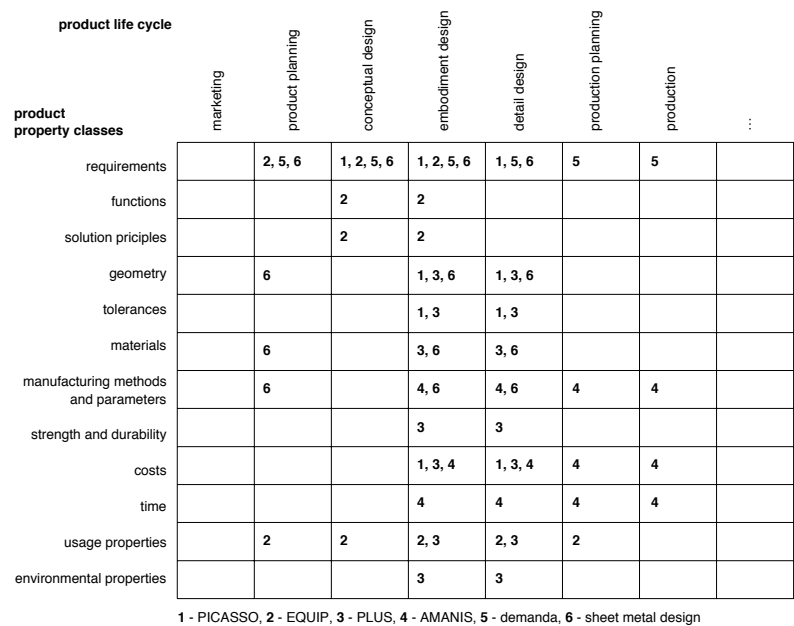 product life cycle
product
property classes
marketing
product planning
conceptual design
embodiment design
detail design
production planning
production
...
requirements 2, 5, 6 1, 2, 5, 6 1, 2, 5, 6 1, 5, 6 5 5
functions 2 2
solution priciples 2 2
geometry 6 1, 3, 6 1, 3, 6
tolerances 1, 3 1, 3
materials 6 3, 6 3, 6
manufacturing methods
and parameters 6 4, 6 4, 6 4 4
strength and durability 3 3
costs 1, 3, 4 1, 3, 4 4 4
time 4 4 4 4
usage properties 2 2 2, 3 2, 3 2
environmental properties 3 3
1 - PICASSO, 2 - EQUIP, 3 - PLUS, 4 - AMANIS, 5 - demanda, 6 - sheet metal design